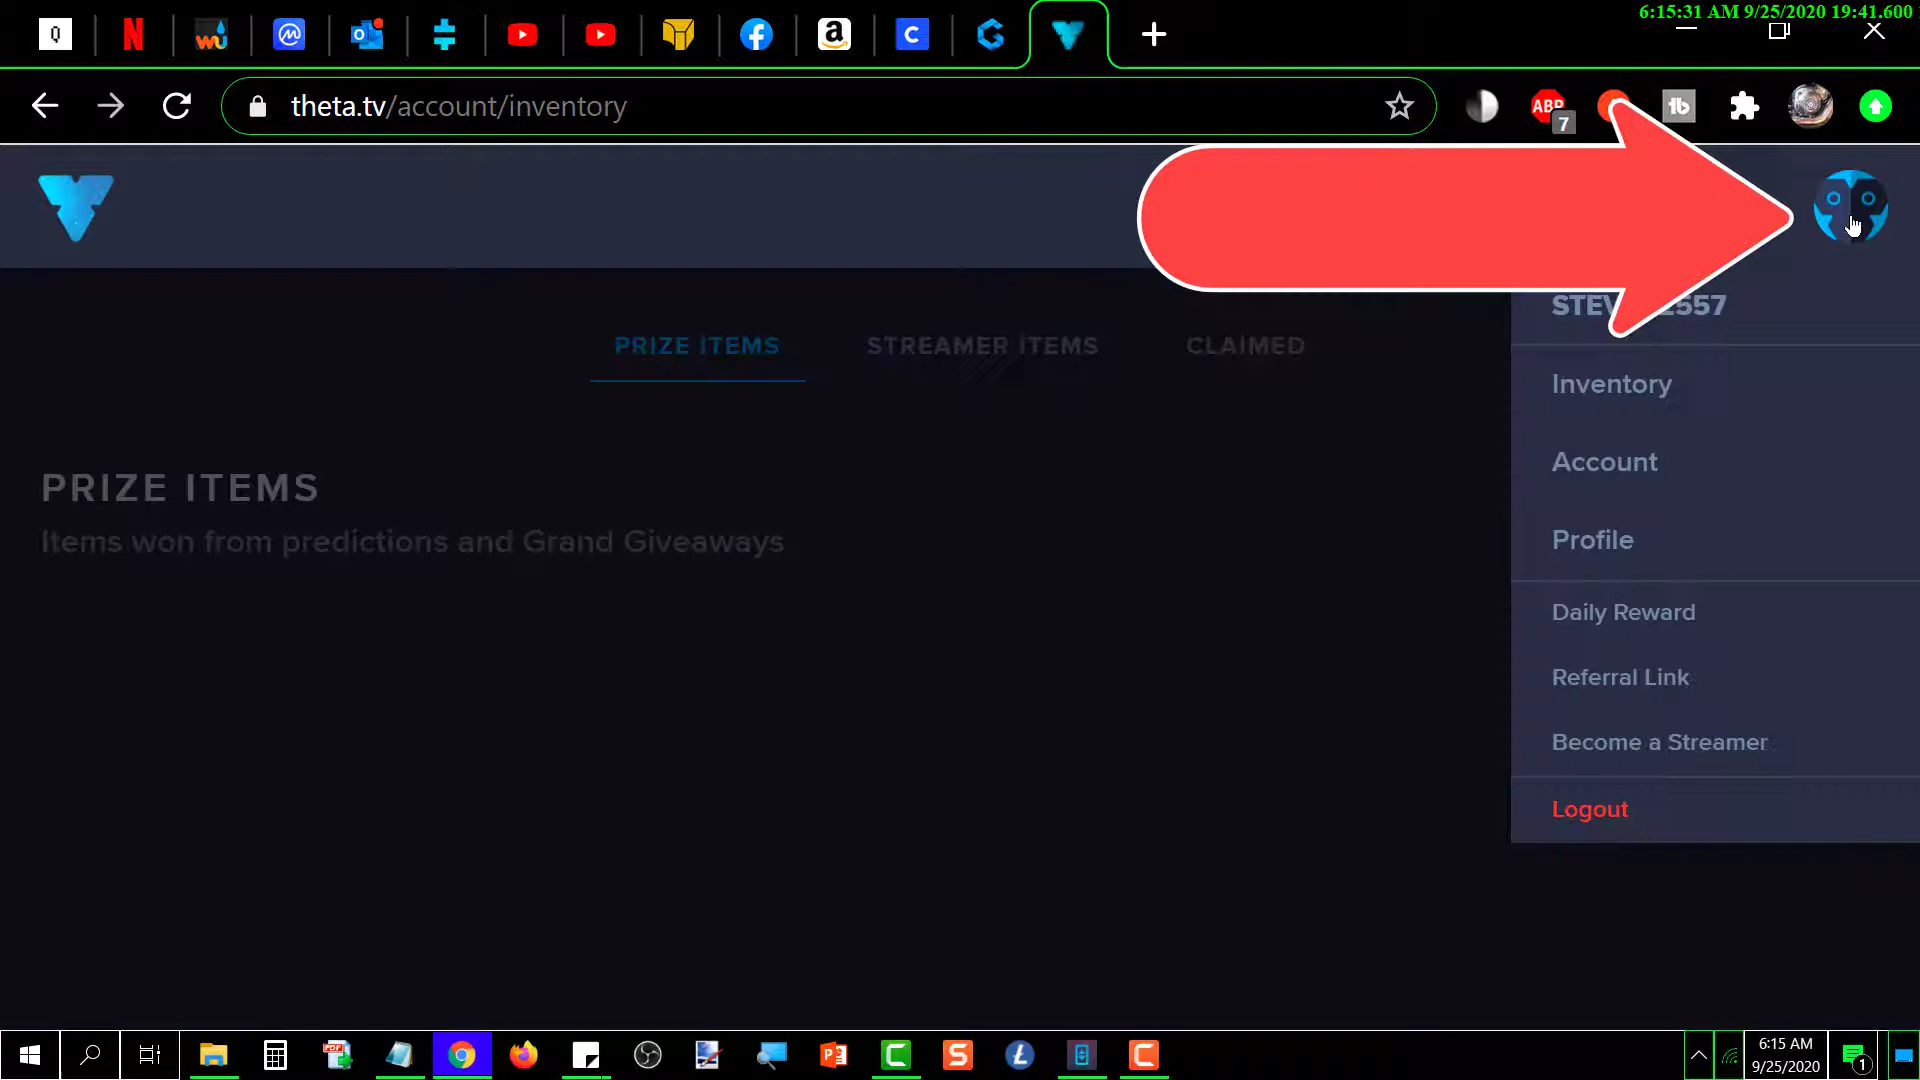 6:15:31 AM 9/25/2020 19:41.600
theta.tv/account/inventory
ABP
7
PRIZE ITEMS
STREAMER ITEMS
CLAIMED
PRIZE ITEMS
Items won from predictions and Grand Giveaways
Inventory
Account
Profile
Daily Reward
Referral Link
Become a Streamer
Logout
6:15 AM
9/25/2020
1